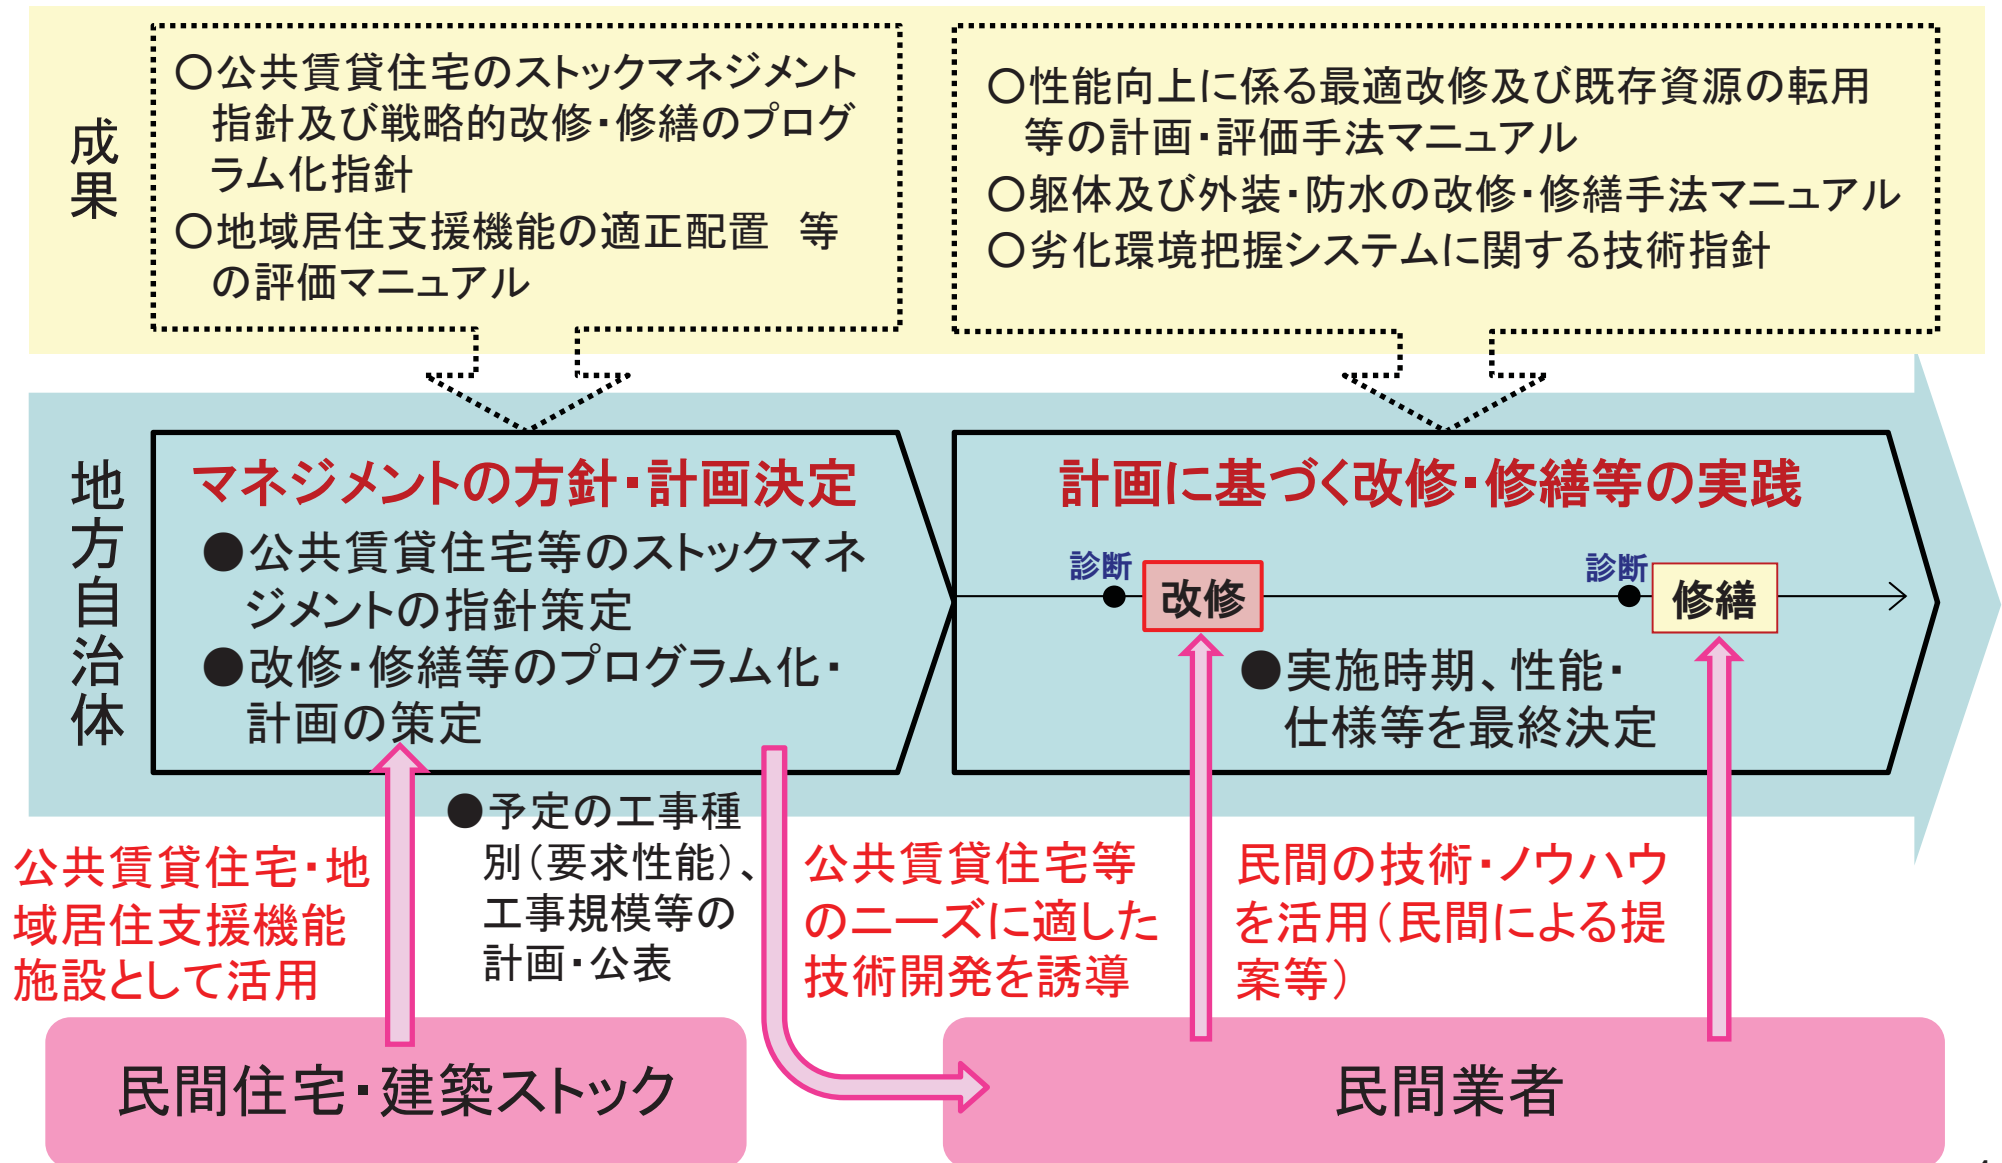 成果
〇公共賃貸住宅のストックマネジメント
指針及び戦略的改修・修繕のプログ
ラム化指針
〇地域居住支援機能の適正配置　等
の評価マニュアル
〇性能向上に係る最適改修及び既存資源の転用
等の計画・評価手法マニュアル
〇躯体及び外装・防水の改修・修繕手法マニュアル
〇劣化環境把握システムに関する技術指針
地方自治体
マネジメントの方針・計画決定
●公共賃貸住宅等のストックマネ
ジメントの指針策定
●改修・修繕等のプログラム化・
計画の策定
計画に基づく改修・修繕等の実践
診断
改修
診断
修繕
●実施時期、性能・
仕様等を最終決定
公共賃貸住宅・地
域居住支援機能
施設として活用
●予定の工事種
別（要求性能）、
工事規模等の
計画・公表
公共賃貸住宅等
のニーズに適した
技術開発を誘導
民間の技術・ノウハウ
を活用（民間による提
案等）
民間住宅・建築ストック
民間業者